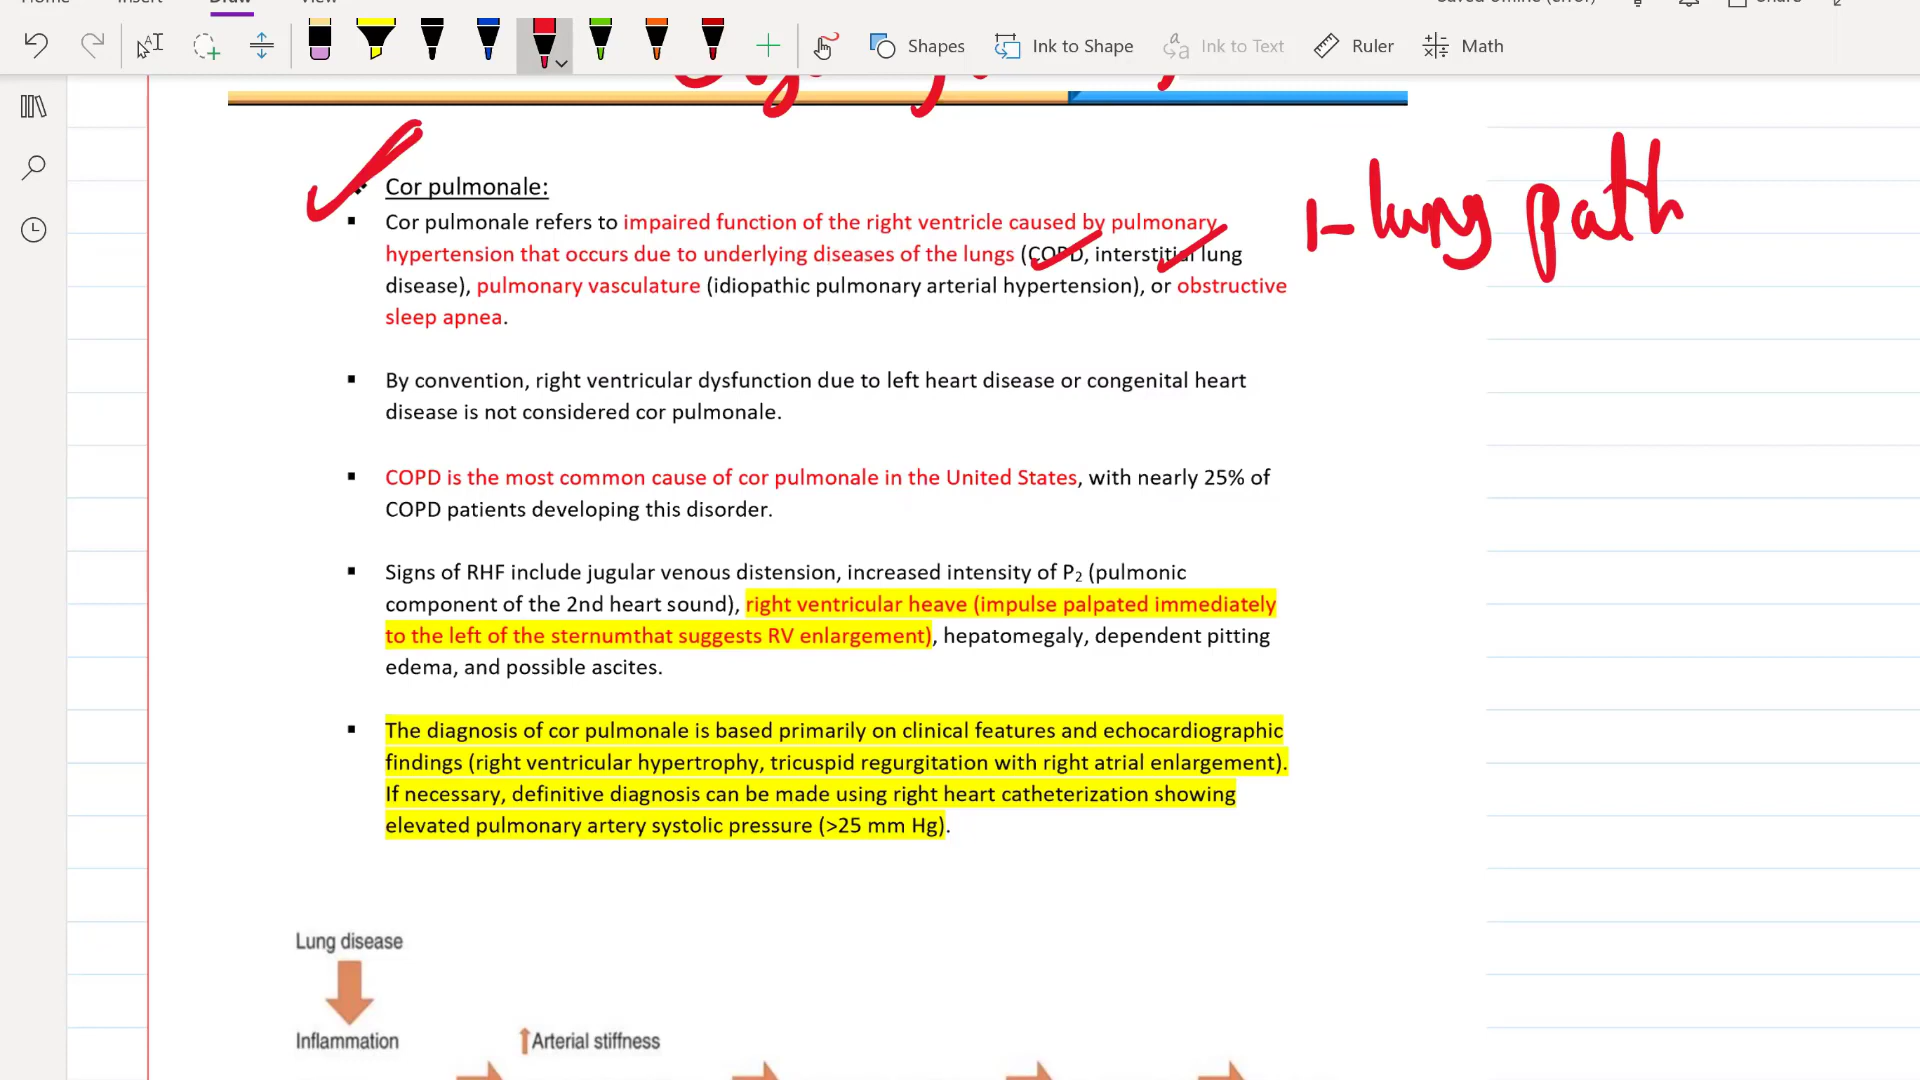 Shapes
Ink to Shape
Ink to Text
Ruler
Math
1- lung path
Cor pulmonale:
Cor pulmonale refers to impaired function of the right ventricle caused by pulmonary
hypertension that occurs due to underlying diseases of the lungs (COPD, interstitial lung
disease), pulmonary vasculature (idiopathic pulmonary arterial hypertension), or obstructive
sleep apnea.
By convention, right ventricular dysfunction due to left heart disease or congenital heart
disease is not considered cor pulmonale.
COPD is the most common cause of cor pulmonale in the United States, with nearly 25% of
COPD patients developing this disorder.
Signs of RHF include jugular venous distension, increased intensity of P₂ (pulmonic
component of the 2nd heart sound), right ventricular heave (impulse palpated immediately
to the left of the sternumthat suggests RV enlargement), hepatomegaly, dependent pitting
edema, and possible ascites.
The diagnosis of cor pulmonale is based primarily on clinical features and echocardiographic
findings (right ventricular hypertrophy, tricuspid regurgitation with right atrial enlargement).
If necessary, definitive diagnosis can be made using right heart catheterization showing
elevated pulmonary artery systolic pressure (>25 mm Hg).
Lung disease
Inflammation
Arterial stiffness